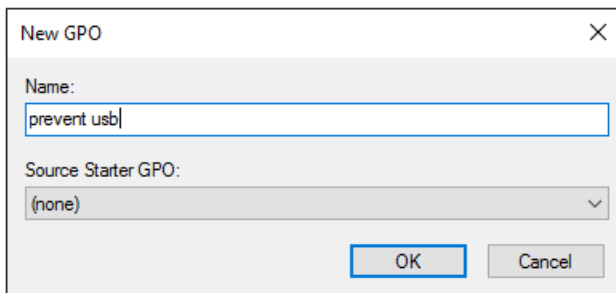 New GPO
Name:
prevent usb
Source Starter GPO:
(none)
OK Cancel